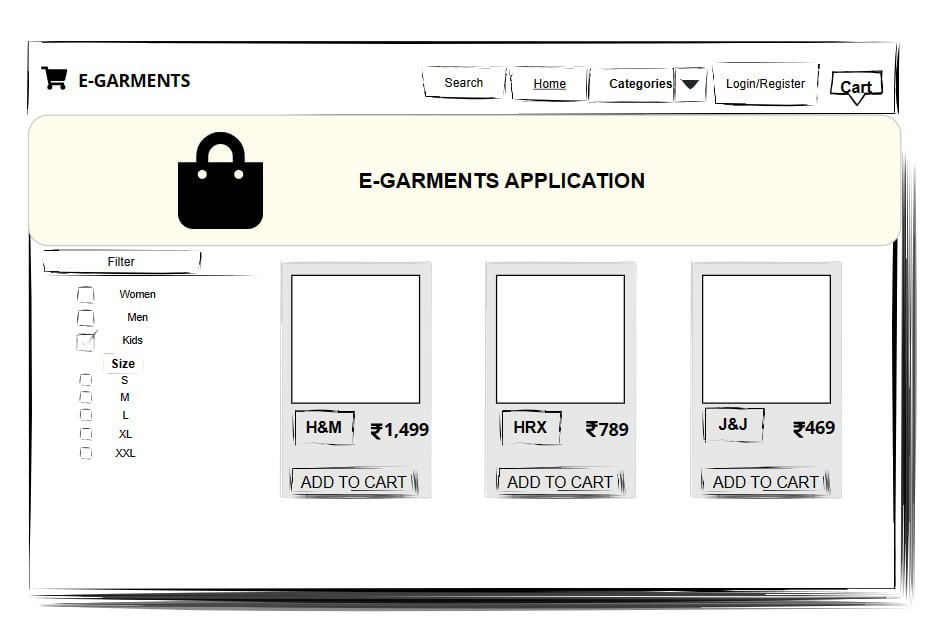 E-GARMENTS
Search
Home
Categories
Login/Register
Cart
E-GARMENTS APPLICATION
Filter
Women
Men
Kids
Size
S
M
L
XL
XXL
H&M ₹1,499
ADD TO CART
HRX ₹789
ADD TO CART
J&J ₹469
ADD TO CART